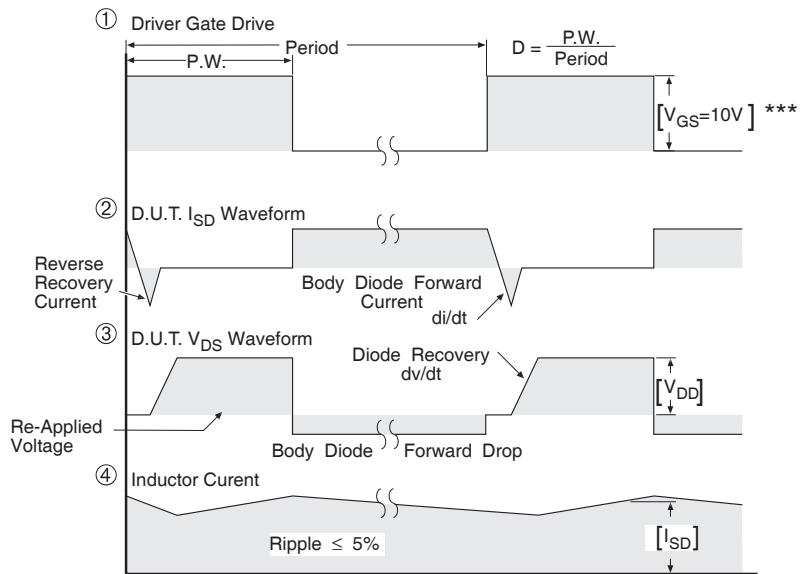 ① Driver Gate Drive
Period
P.W.
D = P.W. / Period
[VGS=10V] ***
② D.U.T. ISD Waveform
Reverse
Recovery
Current
Body Diode Forward
Current
di/dt
③ D.U.T. VDS Waveform
Diode Recovery
dv/dt
[VDD]
Re-Applied
Voltage
Body Diode Forward Drop
④ Inductor Curent
Ripple ≤ 5%
[ISD]